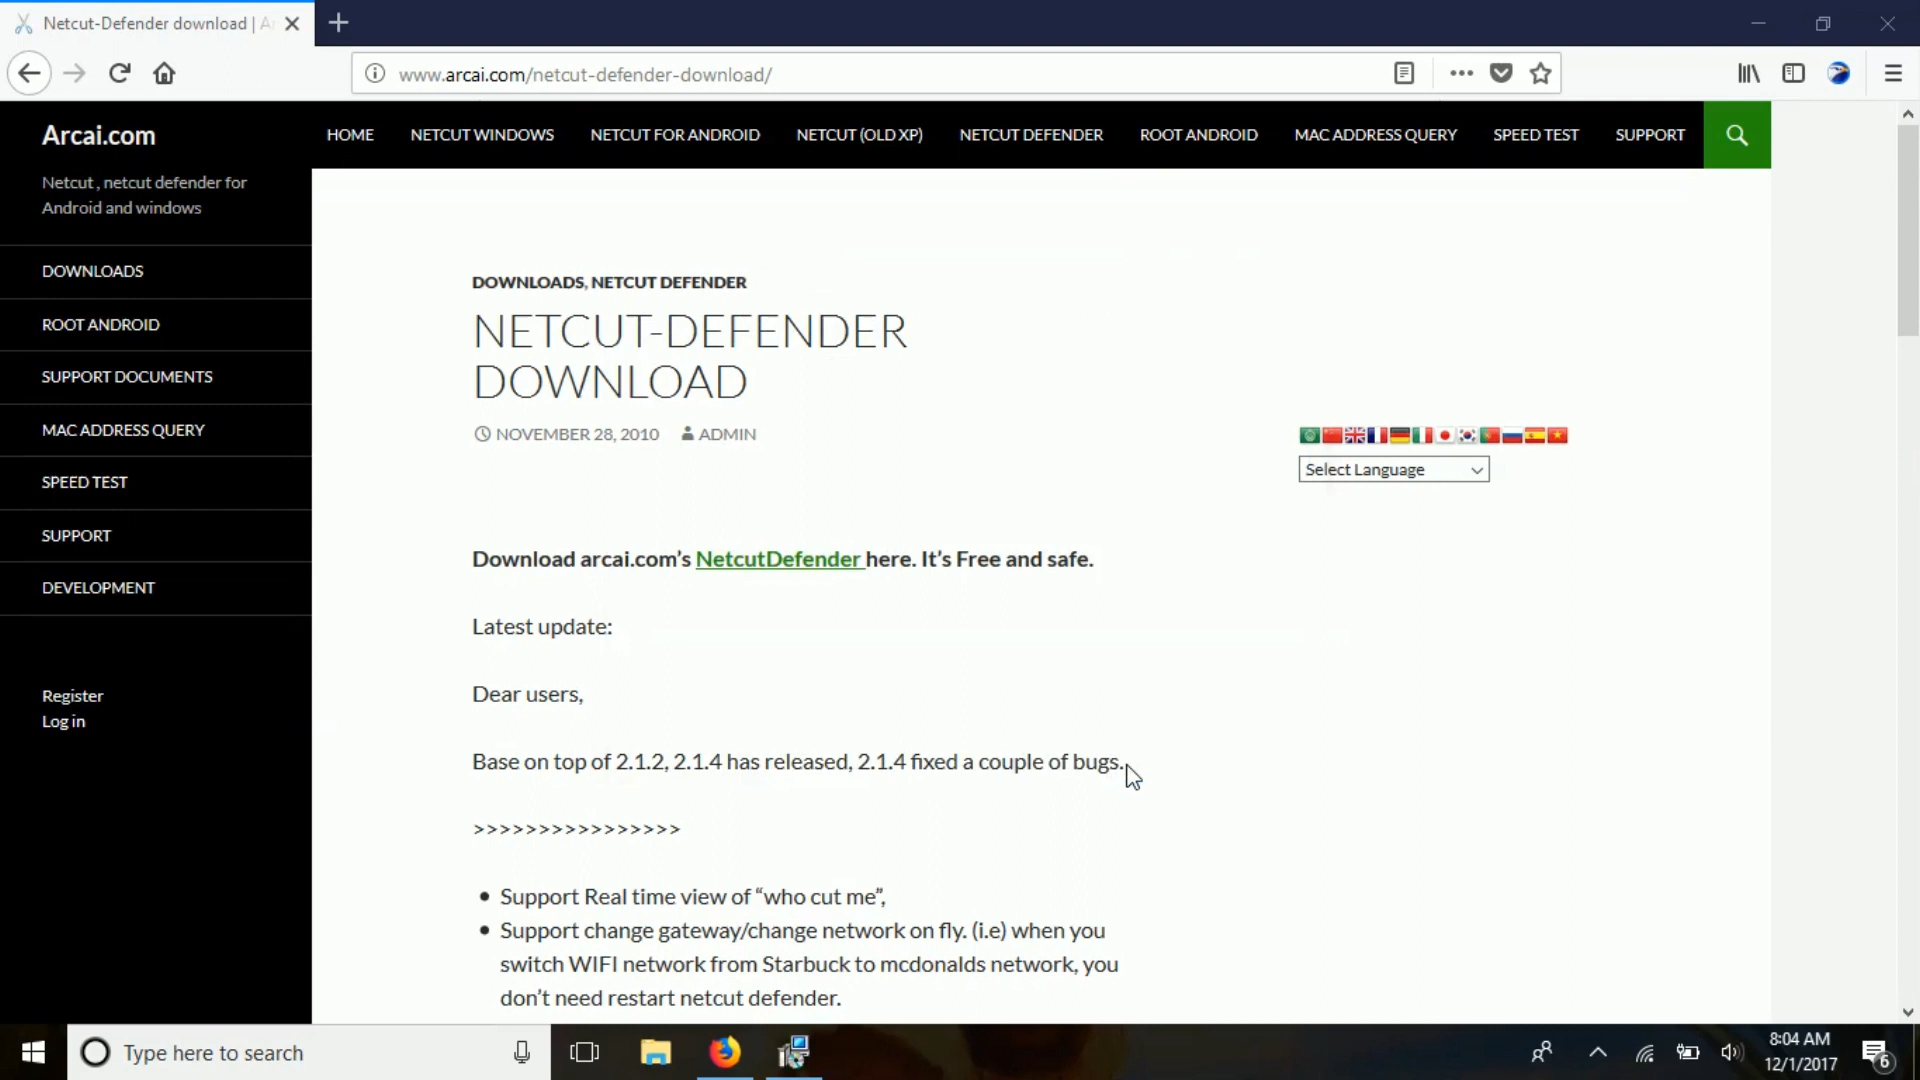 Netcut-Defender download | A
www.arcai.com/netcut-defender-download/
Arcai.com
HOME NETCUT WINDOWS NETCUT FOR ANDROID NETCUT (OLD XP) NETCUT DEFENDER ROOT ANDROID MAC ADDRESS QUERY SPEED TEST SUPPORT
Netcut , netcut defender for
Android and windows
DOWNLOADS
ROOT ANDROID
SUPPORT DOCUMENTS
MAC ADDRESS QUERY
SPEED TEST
SUPPORT
DEVELOPMENT
Register
Log in
DOWNLOADS, NETCUT DEFENDER
NETCUT-DEFENDER
DOWNLOAD
NOVEMBER 28, 2010 ADMIN
Select Language
Download arcai.com’s NetcutDefender here. It’s Free and safe.
Latest update:
Dear users,
Base on top of 2.1.2, 2.1.4 has released, 2.1.4 fixed a couple of bugs.
>>>>>>>>>>>>>>>>
• Support Real time view of “who cut me”,
• Support change gateway/change network on fly. (i.e) when you
switch WIFI network from Starbuck to mcdonalds network, you
don’t need restart netcut defender.
Type here to search
8:04 AM
12/1/2017
6